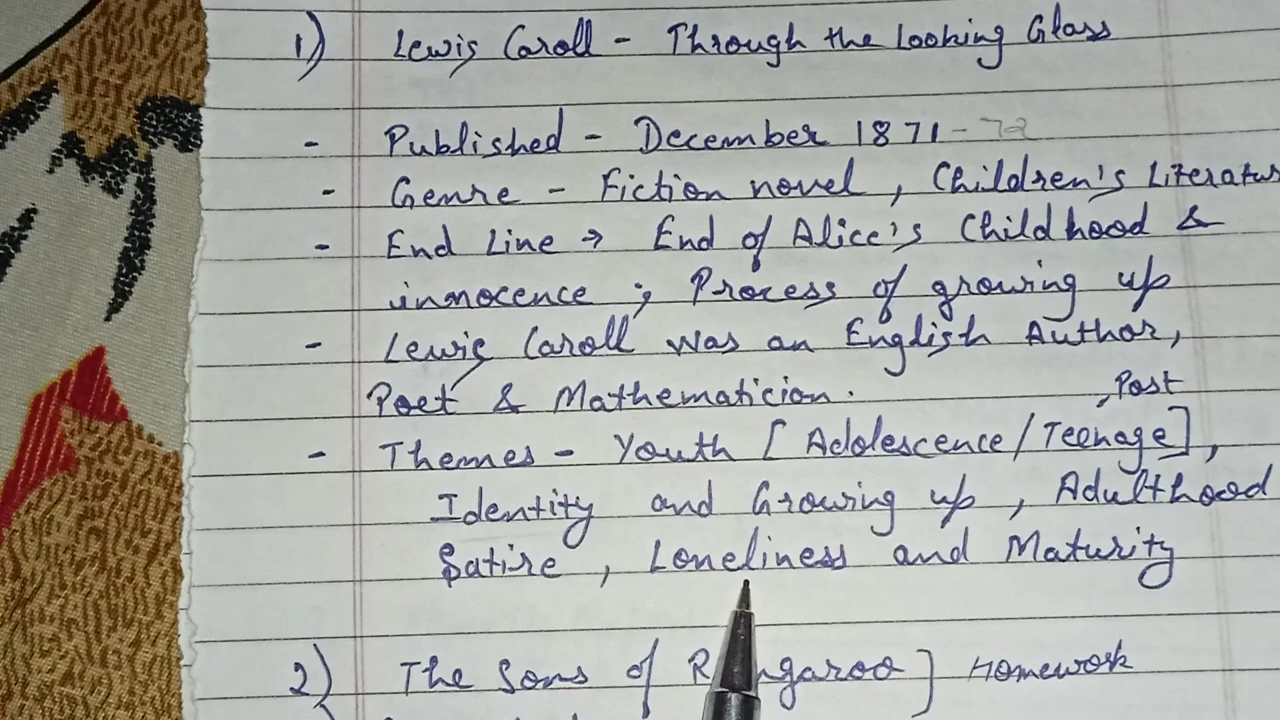 1) Lewis Caroll - Through the Looking Glass
- Published - December 1871-72
- Genre - Fiction novel, Children's Literatur
- End Line → End of Alice's Childhood &
innocence ; Process of growing up
- Lewis Caroll was an English Author,
Poet & Mathematician.
, Post
- Themes - Youth [Adolescence/Teenage],
Identity and Growing up, Adulthood
Satire, Loneliness and Maturity
2) The Sons of ] Homework